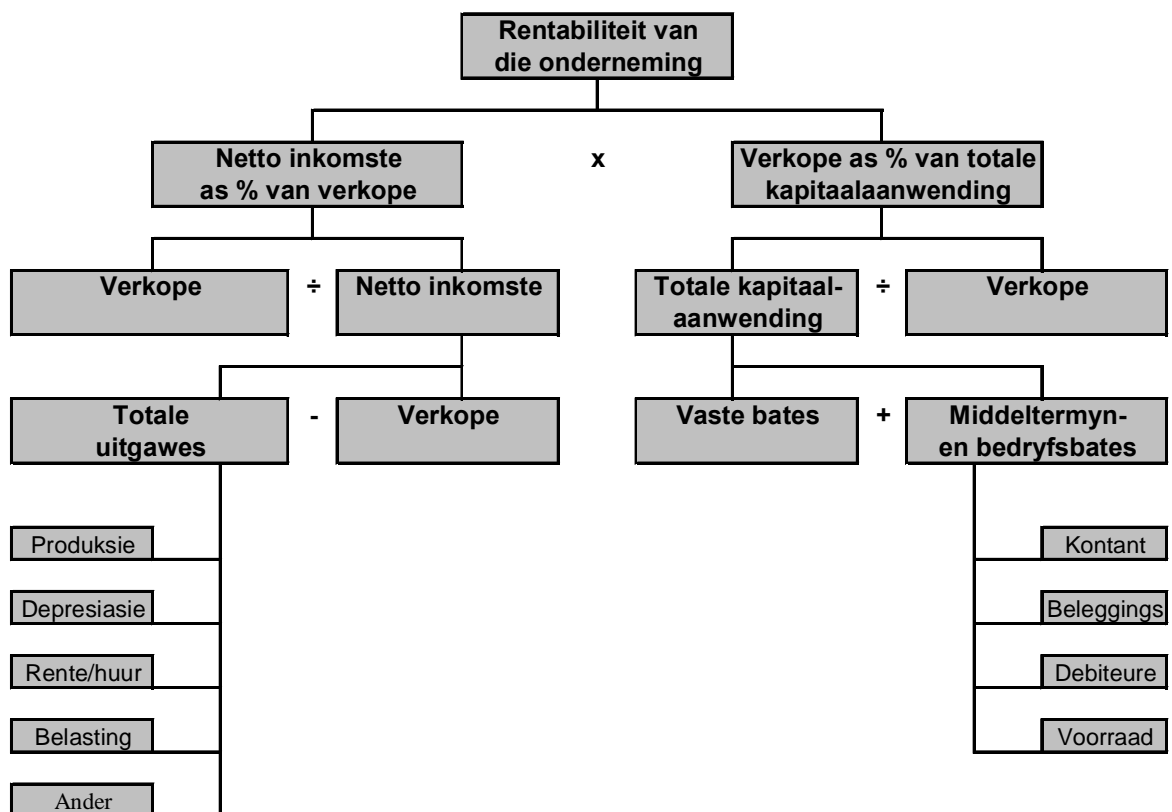 Rentabiliteit van
die onderneming
Netto inkomste
as % van verkope
x
Verkope as % van totale
kapitaalaanwending
Verkope
÷
Netto inkomste
Totale kapitaal-
aanwending
÷
Verkope
Totale
uitgawes
-
Verkope
Vaste bates
+
Middeltermyn-
en bedryfsbates
Produksie
Kontant
Depresiasie
Beleggings
Rente/huur
Debiteure
Belasting
Voorraad
Ander